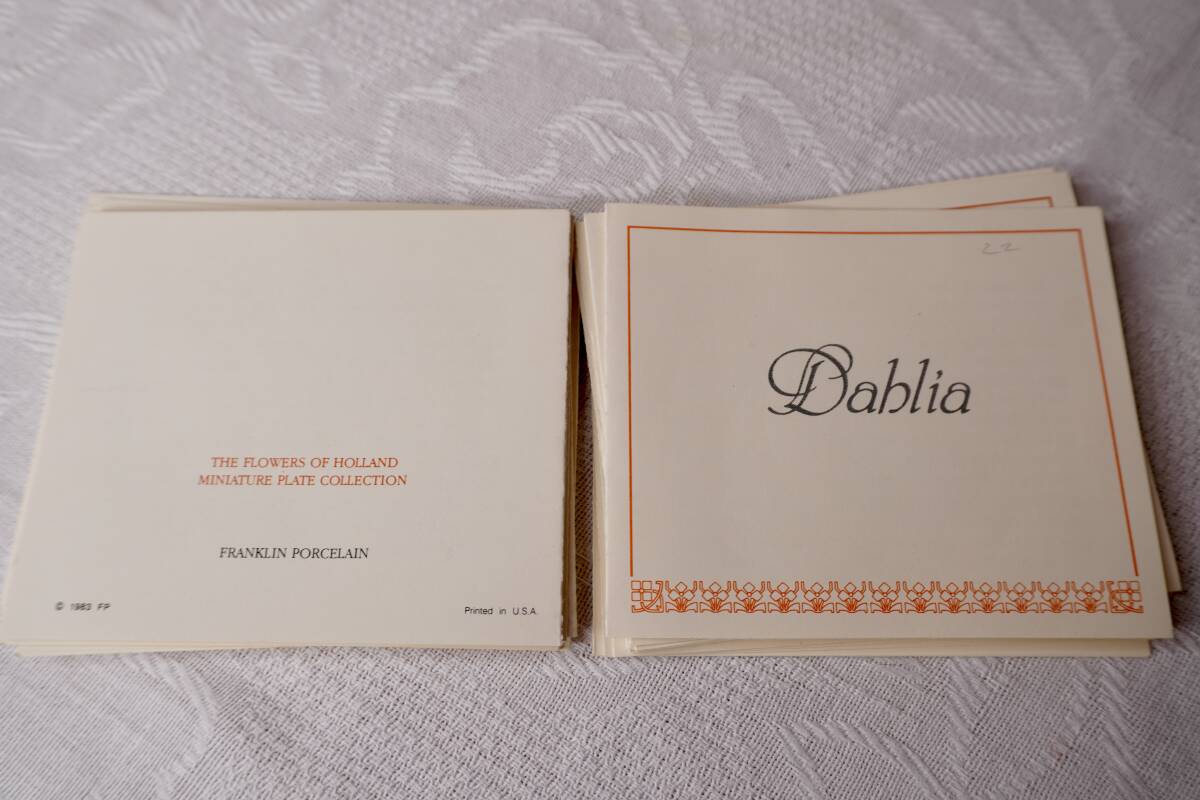 THE FLOWERS OF HOLLAND
MINIATURE PLATE COLLECTION
FRANKLIN PORCELAIN
© 1983 FP
Printed in U.S.A.
22
Dahlia